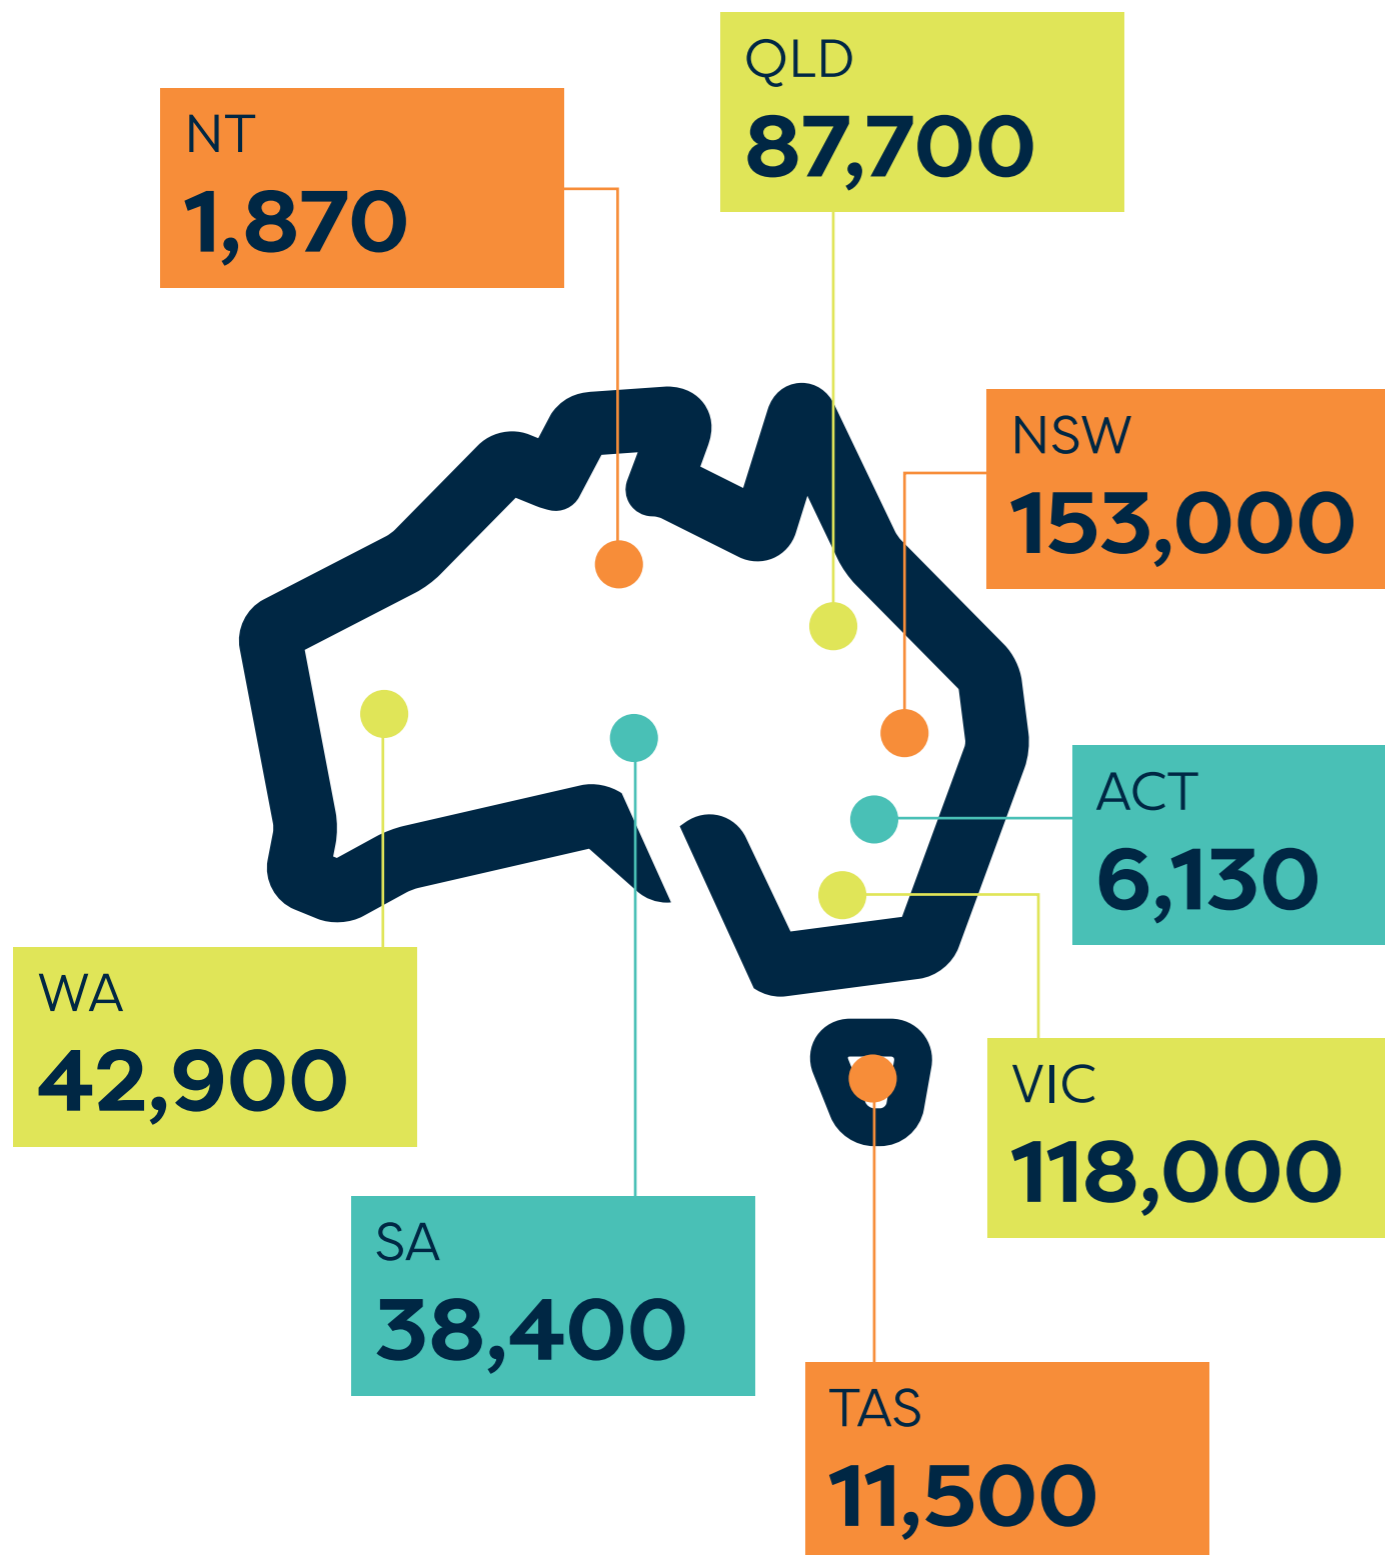 QLD
87,700
NT
1,870
NSW
153,000
ACT
6,130
WA
42,900
VIC
118,000
SA
38,400
TAS
11,500